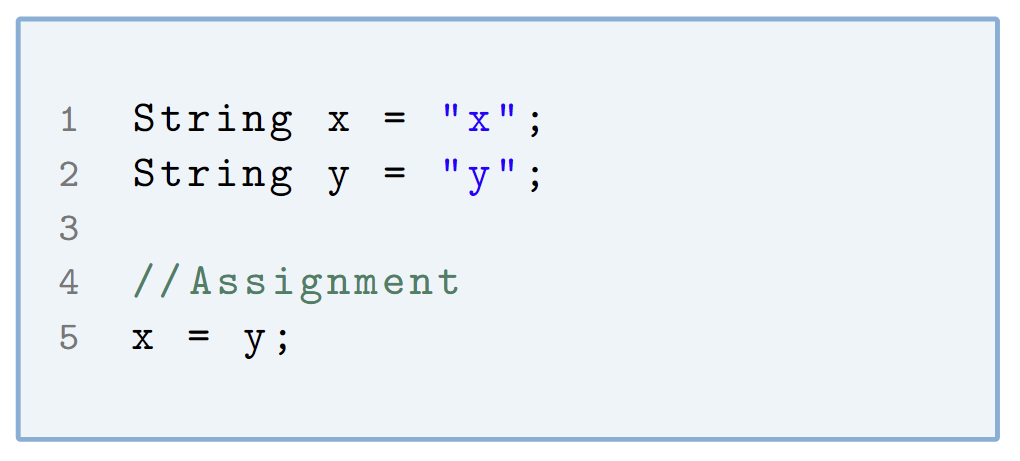 1 String x = "x";
2 String y = "y";
3
4 //Assignment
5 x = y;